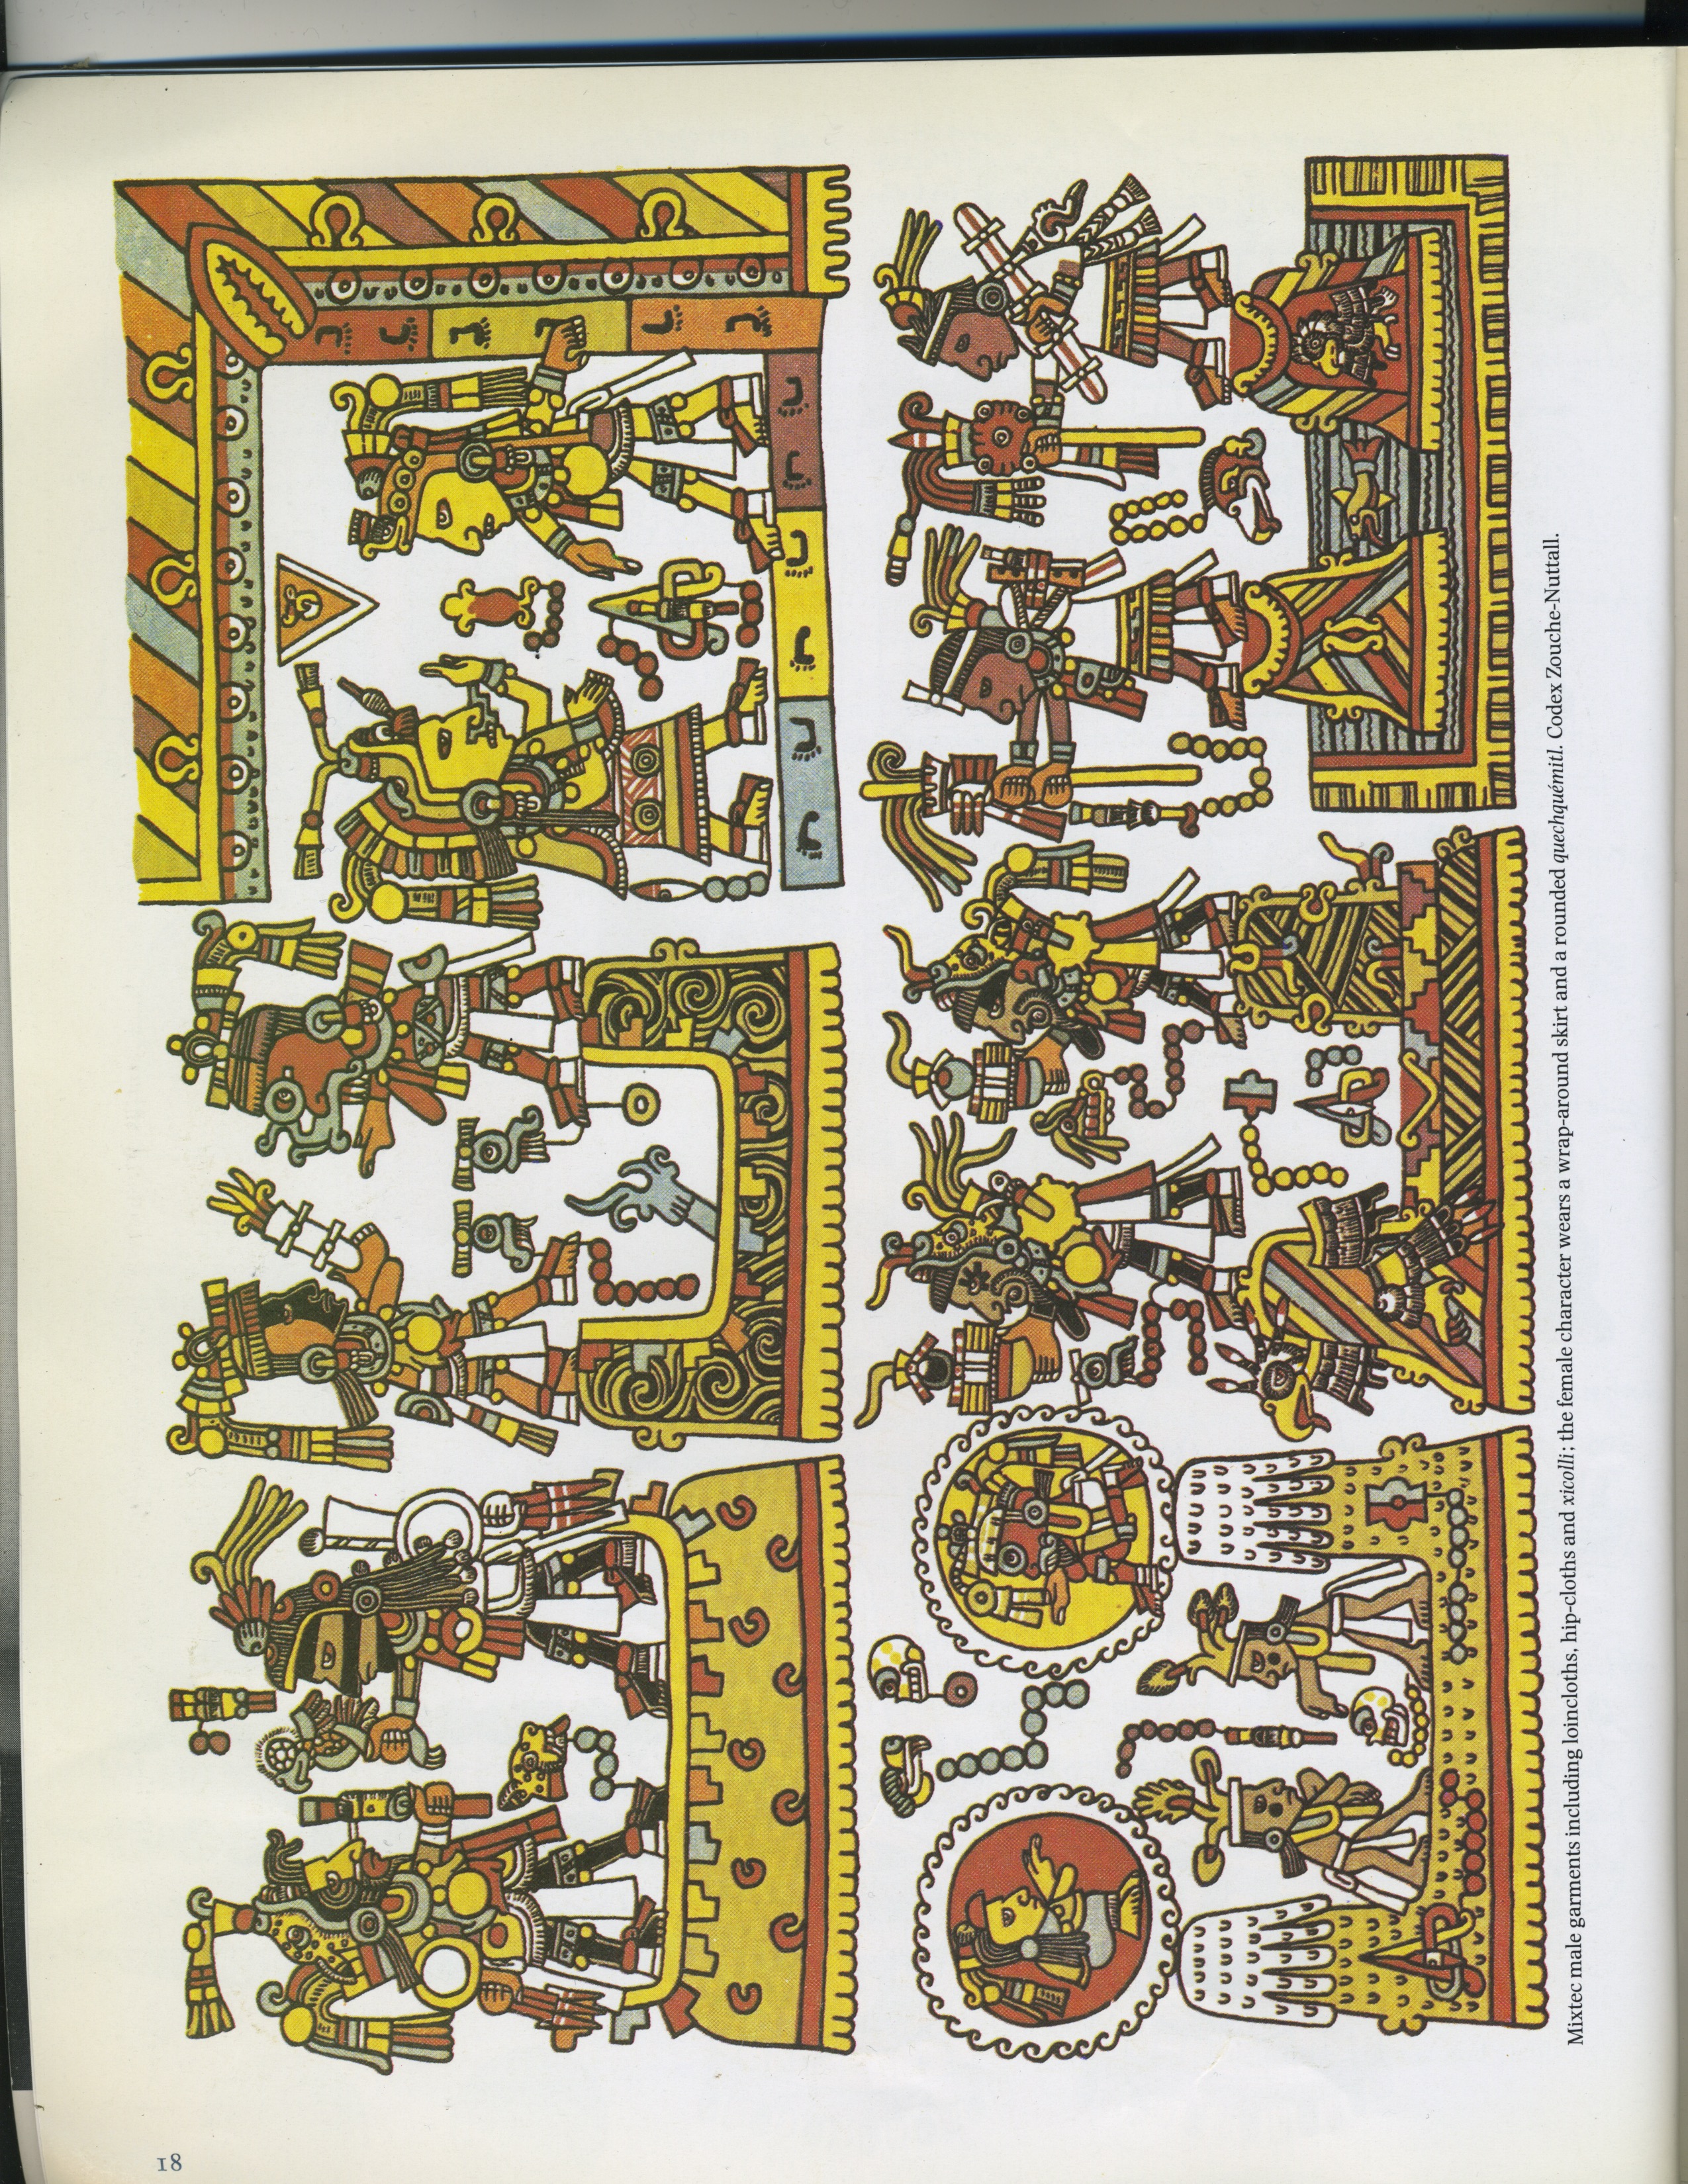 Mixtec male garments including loincloths, hip-cloths and xicolli; the female character wears a wrap-around skirt and a rounded quechquémitl. Codex Zouche-Nuttall.
18